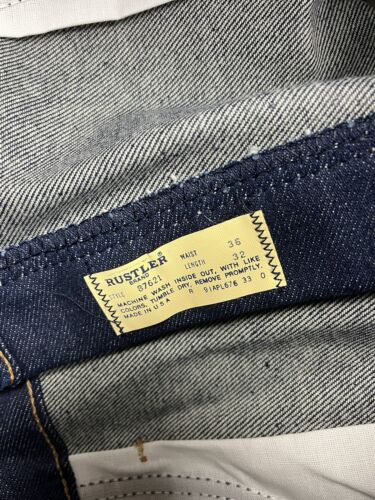 RUSTLER ®
BRAND
WAIST 36
LENGTH 32
STYLE 87621
MACHINE WASH INSIDE OUT, WITH LIKE
COLORS, TUMBLE DRY, REMOVE PROMPTLY.
MADE IN U.S.A R 91APL676 33 0